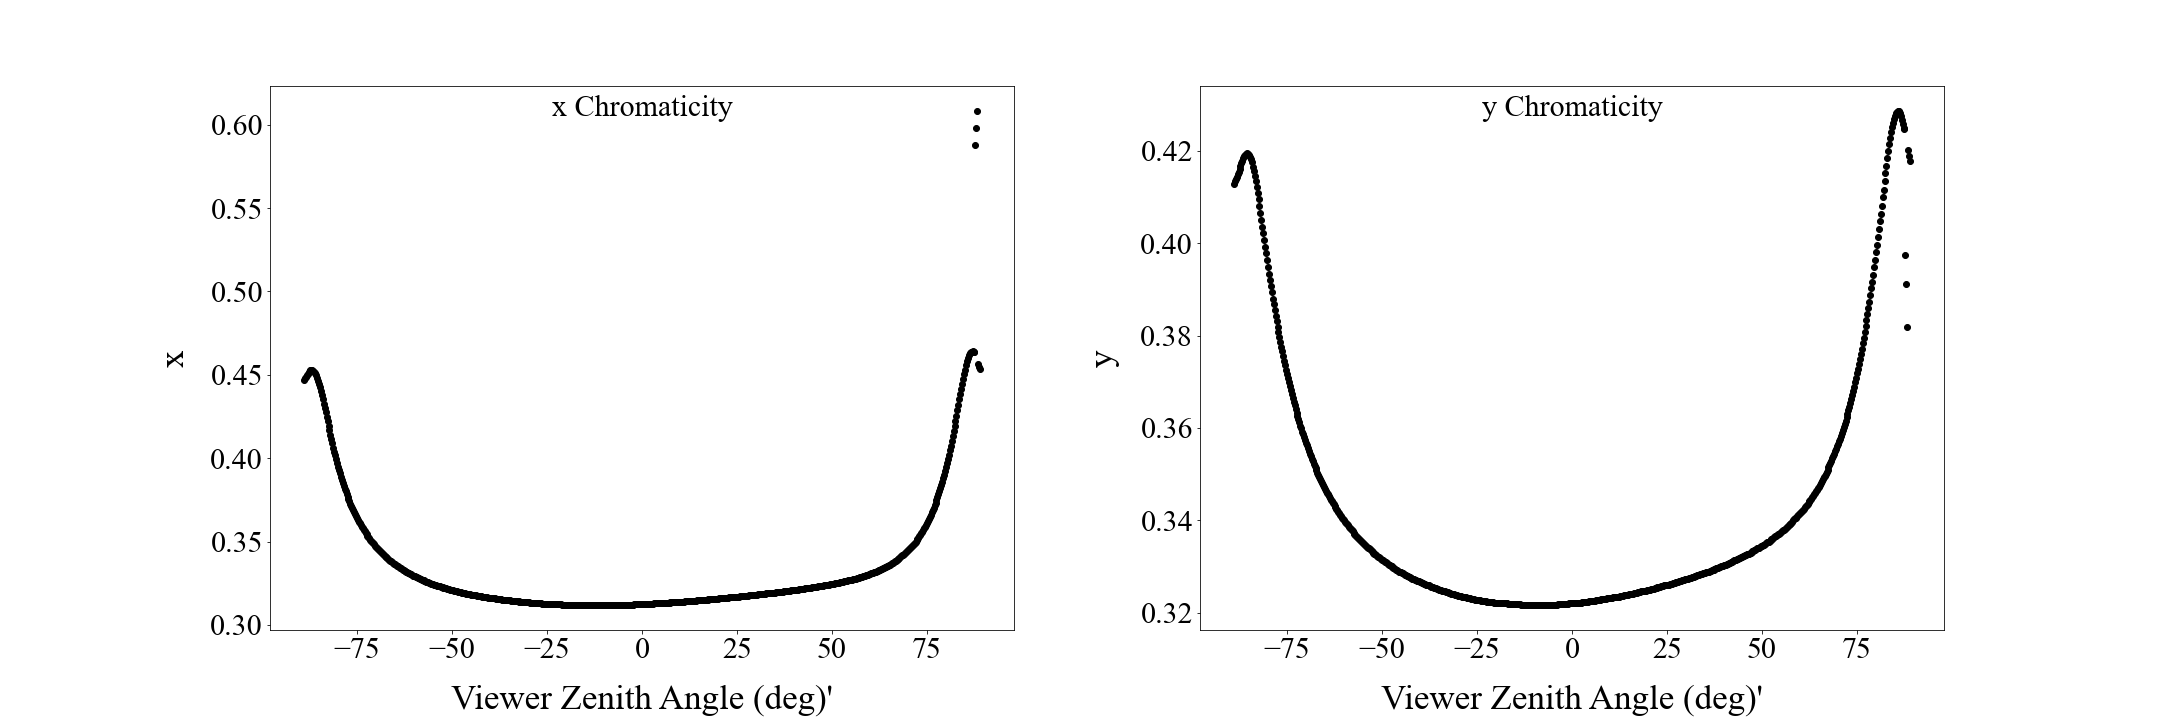 x Chromaticity
0.60
0.55
0.50
0.45
0.40
0.35
0.30
x
−75 −50 −25 0 25 50 75
Viewer Zenith Angle (deg)'
y Chromaticity
0.42
0.40
0.38
0.36
0.34
0.32
y
−75 −50 −25 0 25 50 75
Viewer Zenith Angle (deg)'